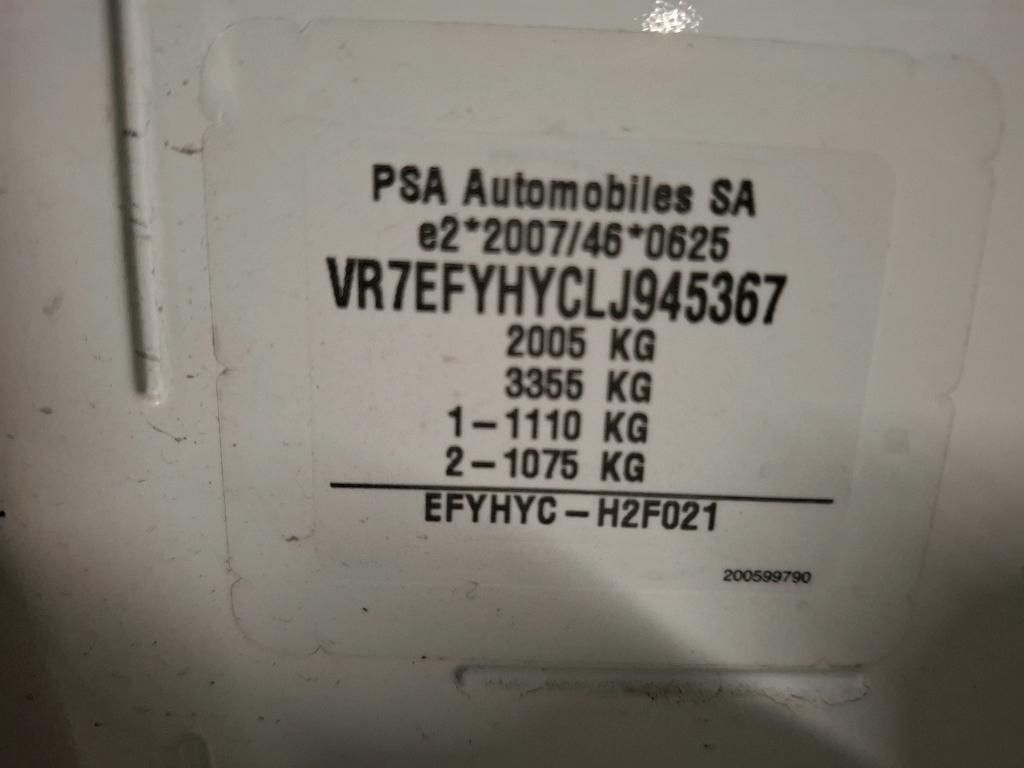 PSA Automobiles SA
e2*2007/46*0625
VR7EFYHYCLJ945367
2005 KG
3355 KG
1-1110 KG
2-1075 KG
EFYHYC-H2F021
200599790